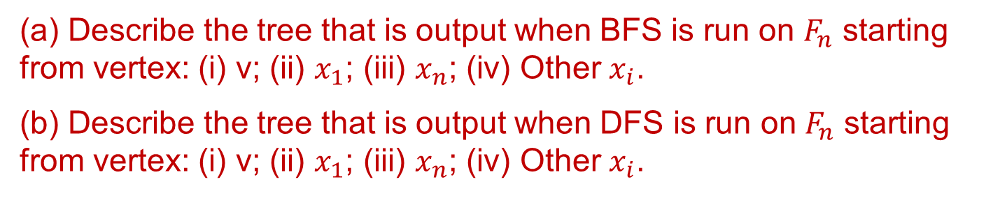 (a) Describe the tree that is output when BFS is run on $F_n$ starting
from vertex: (i) v; (ii) $x_1$; (iii) $x_n$; (iv) Other $x_i$.
(b) Describe the tree that is output when DFS is run on $F_n$ starting
from vertex: (i) v; (ii) $x_1$; (iii) $x_n$; (iv) Other $x_i$.